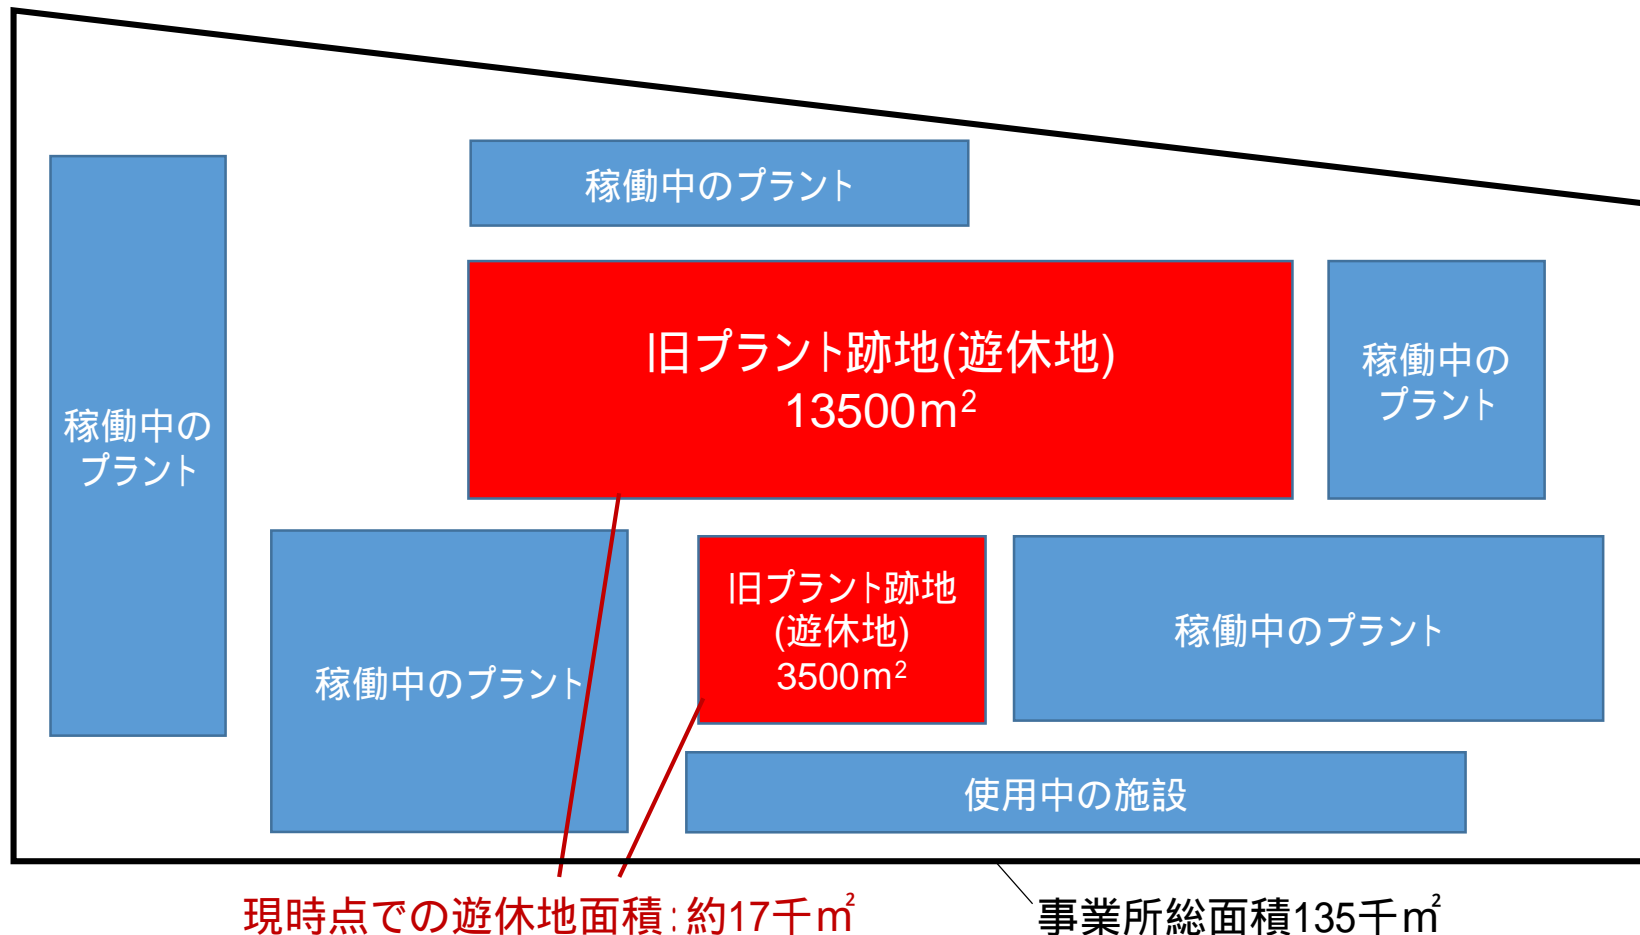 稼働中のプラント
稼働中の
プラント
旧プラント跡地(遊休地)
13500m²
稼働中の
プラント
稼働中のプラント
旧プラント跡地
(遊休地)
3500m²
稼働中のプラント
使用中の施設
現時点での遊休地面積:約17千㎡
事業所総面積135千㎡